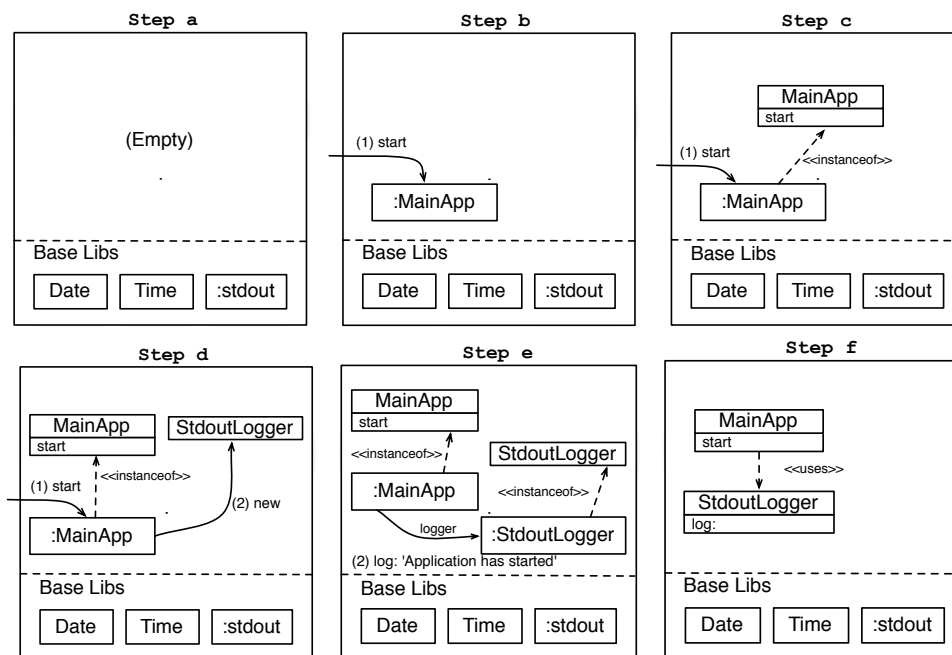 Step a
(Empty)
Base Libs
Date
Time
:stdout
Step b
(1) start
:MainApp
Base Libs
Date
Time
:stdout
Step c
MainApp
start
(1) start
<<instanceof>>
:MainApp
Base Libs
Date
Time
:stdout
Step d
MainApp
start
StdoutLogger
<<instanceof>>
(1) start
(2) new
:MainApp
Base Libs
Date
Time
:stdout
Step e
MainApp
start
<<instanceof>>
StdoutLogger
:MainApp
<<instanceof>>
logger
:StdoutLogger
(2) log: 'Application has started'
Base Libs
Date
Time
:stdout
Step f
MainApp
start
<<uses>>
StdoutLogger
log:
Base Libs
Date
Time
:stdout